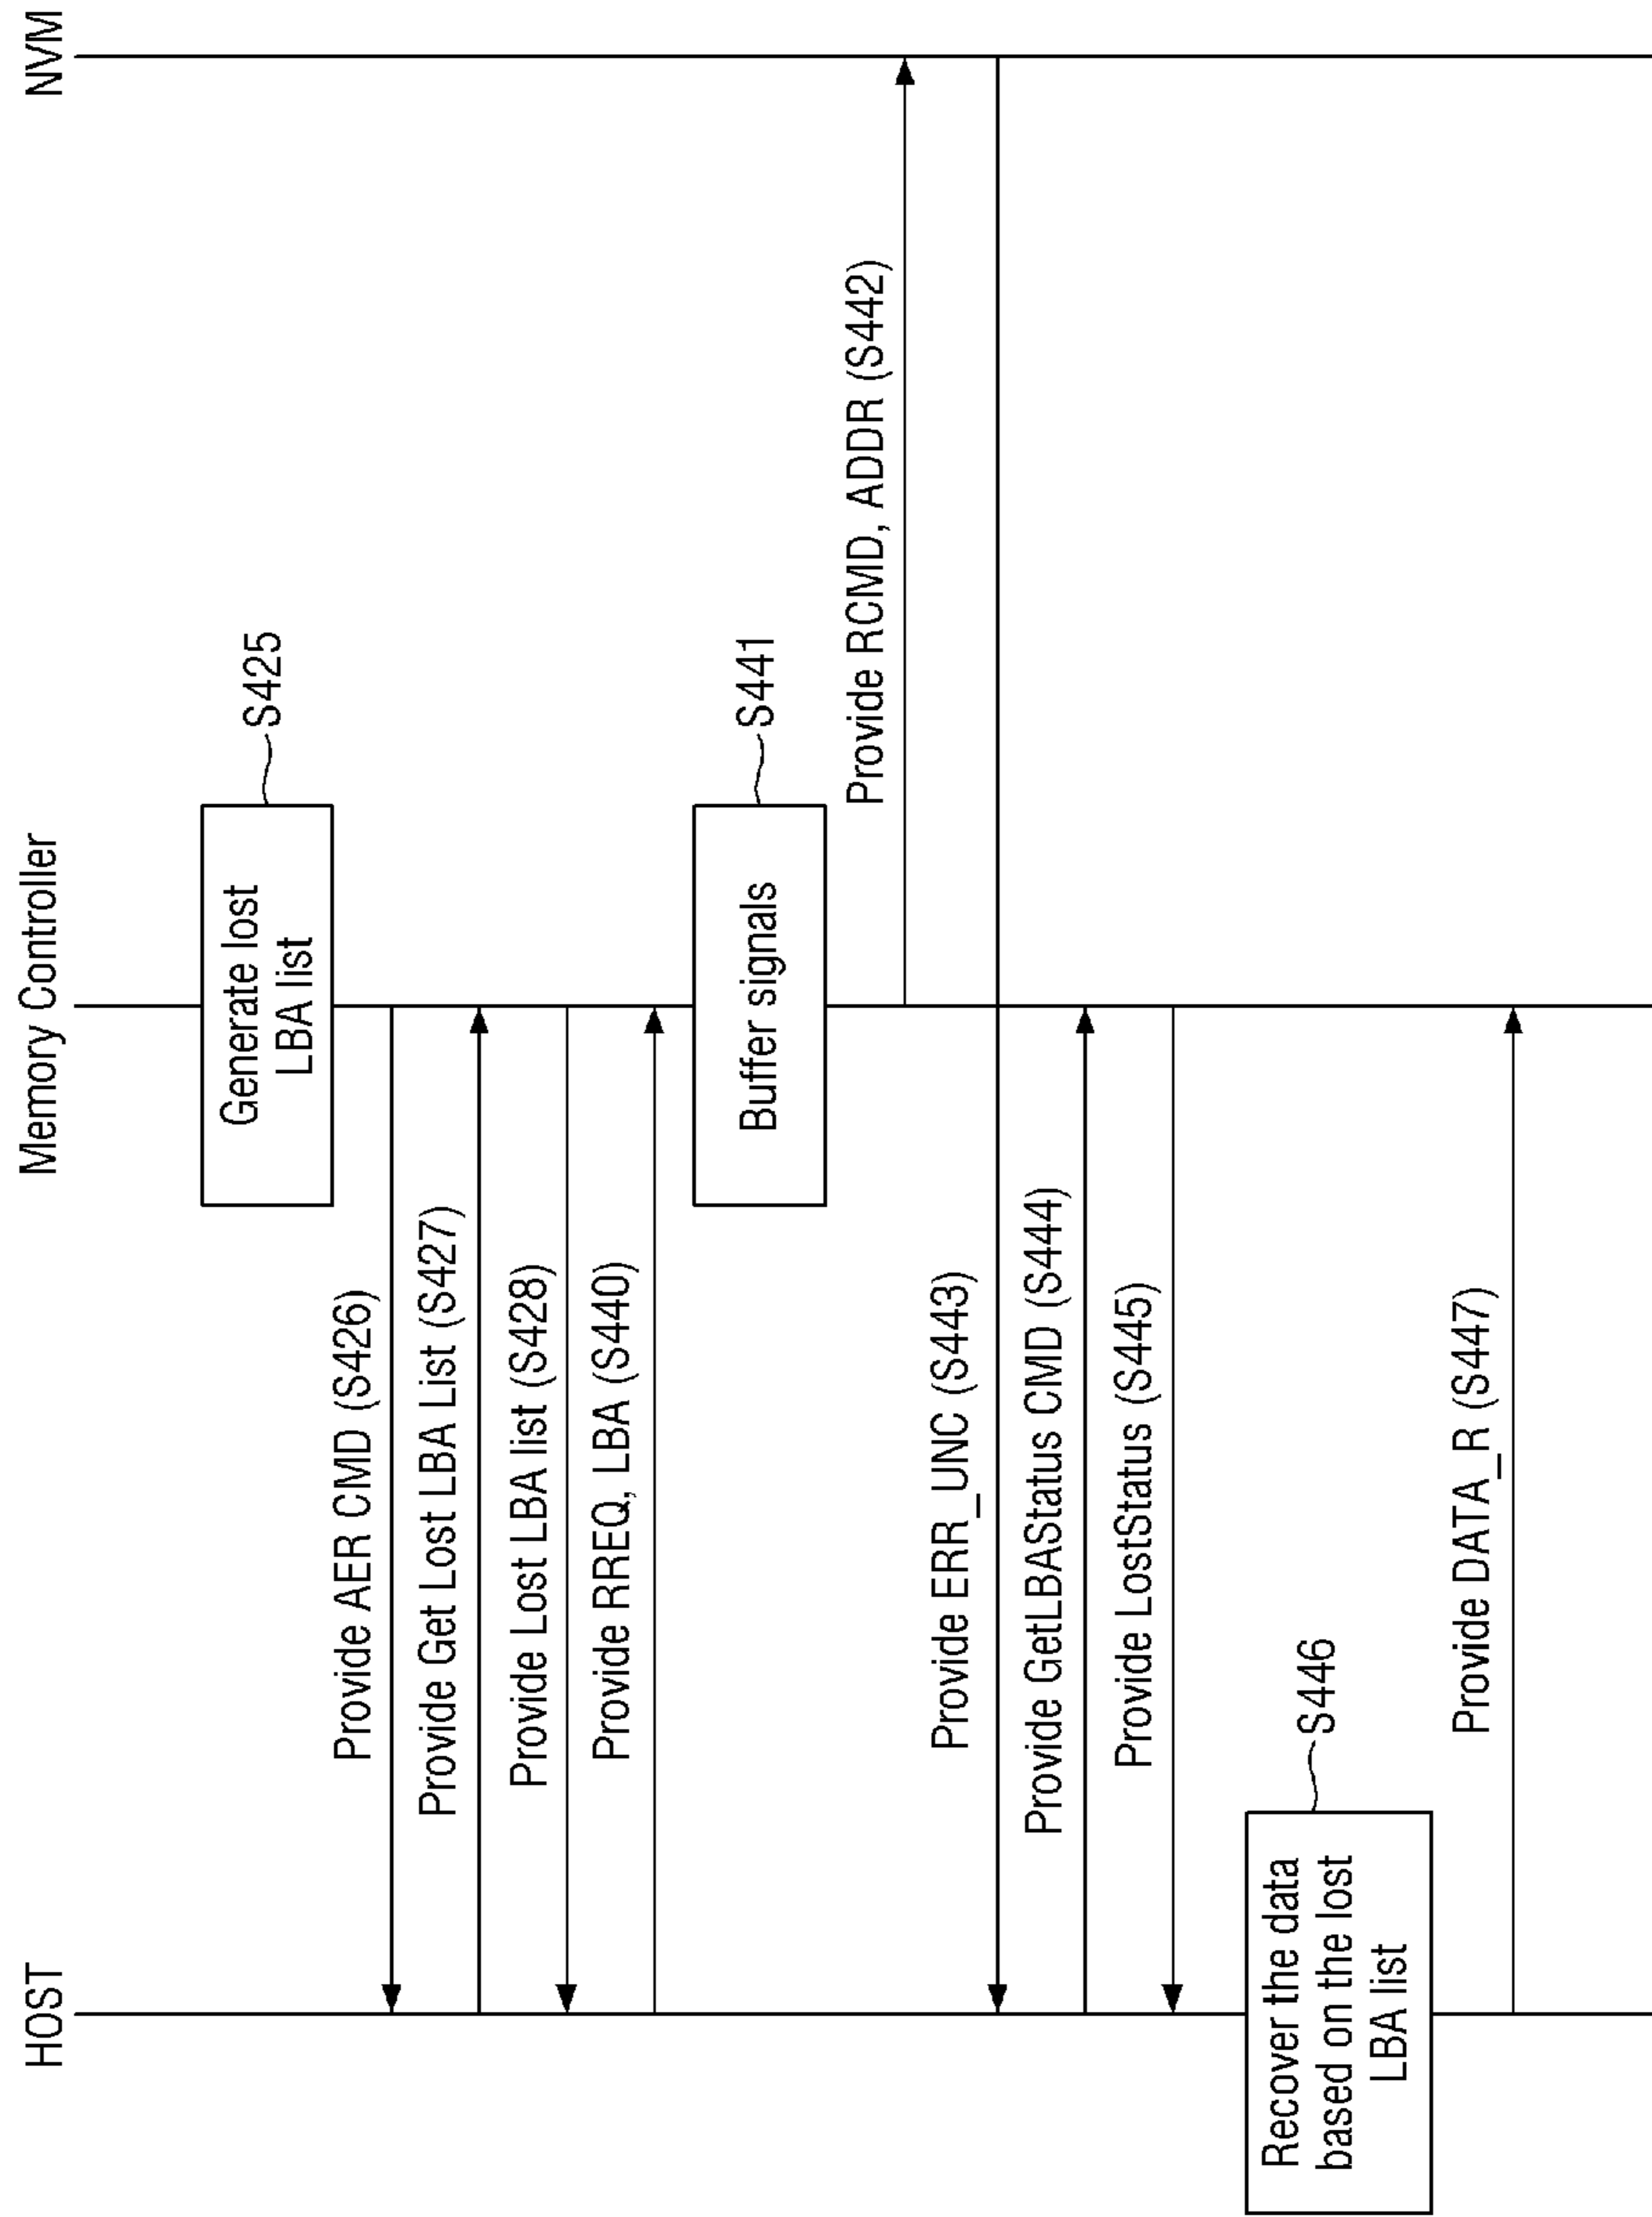 HOST
Memory Controller
NVM
Generate lost
LBA list
S425
Provide AER CMD (S426)
Provide Get Lost LBA List (S427)
Provide Lost LBA list (S428)
Provide RREQ, LBA (S440)
Buffer signals
S441
Provide RCMD, ADDR (S442)
Provide ERR_UNC (S443)
Provide GetLBAStatus CMD (S444)
Provide LostStatus (S445)
Recover the data
based on the lost
LBA list
S446
Provide DATA_R (S447)